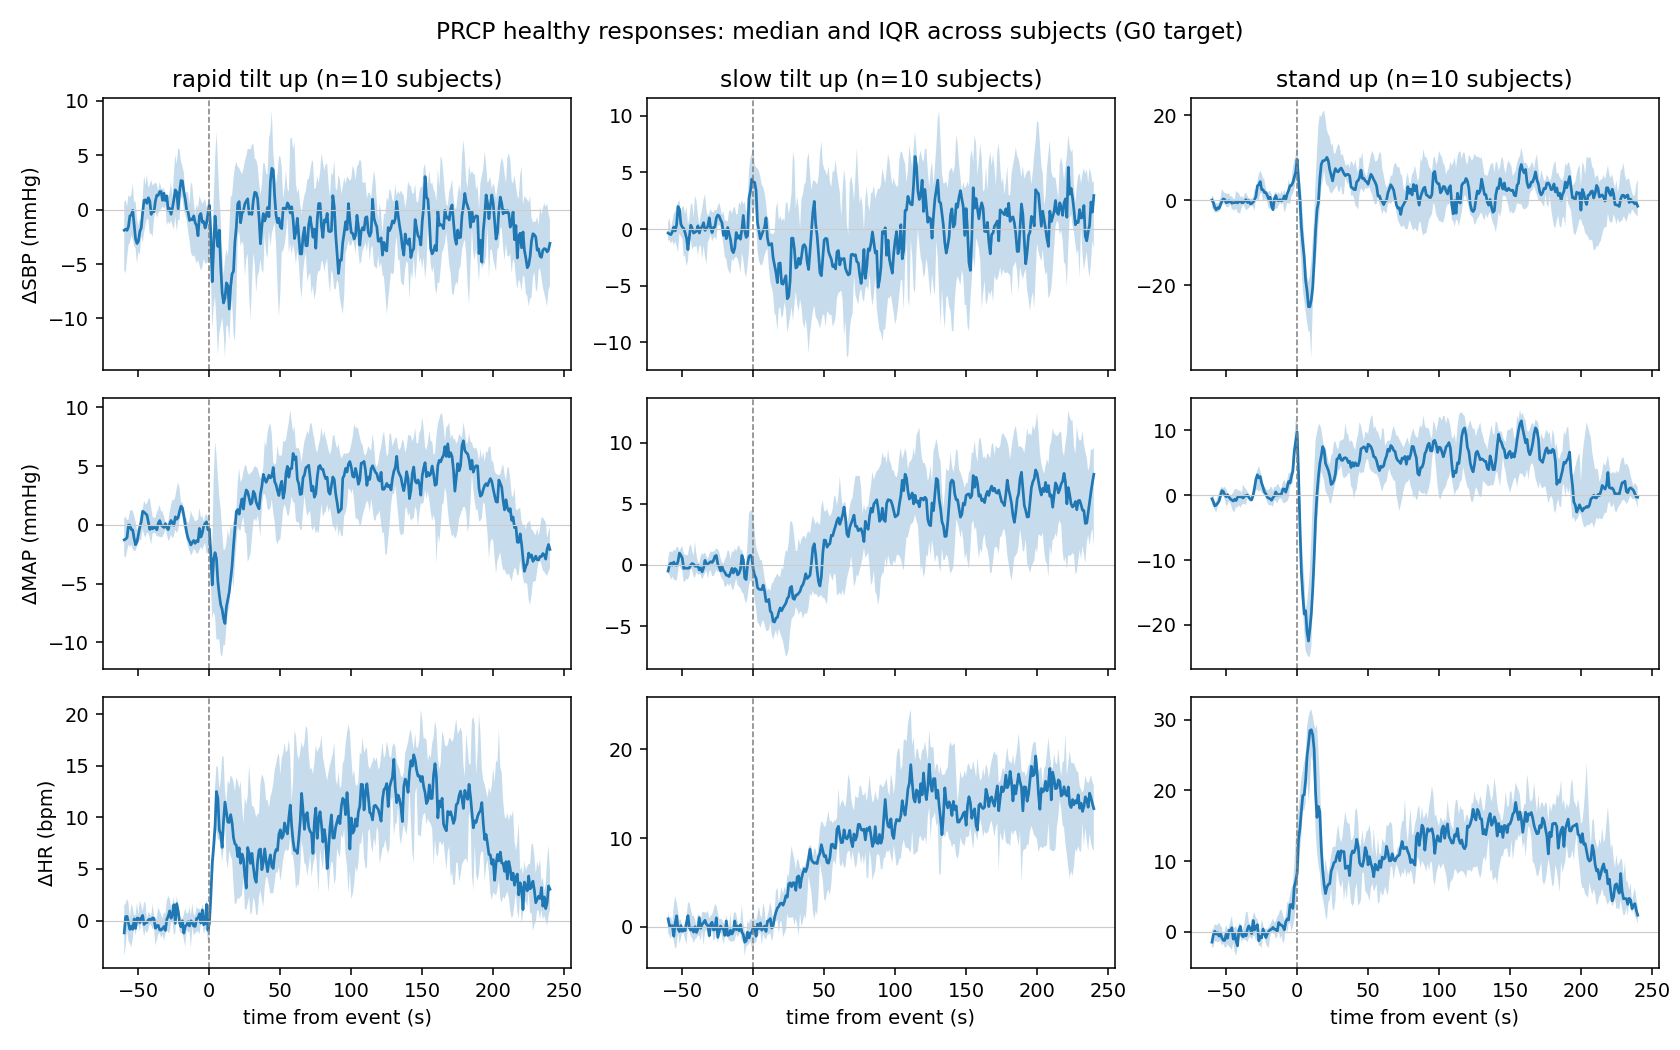 PRCP healthy responses: median and IQR across subjects (G0 target)
rapid tilt up (n=10 subjects)
slow tilt up (n=10 subjects)
stand up (n=10 subjects)
ΔSBP (mmHg)
10
5
0
−5
−10
10
5
0
−5
−10
20
0
−20
ΔMAP (mmHg)
10
5
0
−5
−10
10
5
0
−5
10
0
−10
−20
ΔHR (bpm)
20
15
10
5
0
20
10
0
30
20
10
0
−50 0 50 100 150 200 250
−50 0 50 100 150 200 250
−50 0 50 100 150 200 250
time from event (s)
time from event (s)
time from event (s)